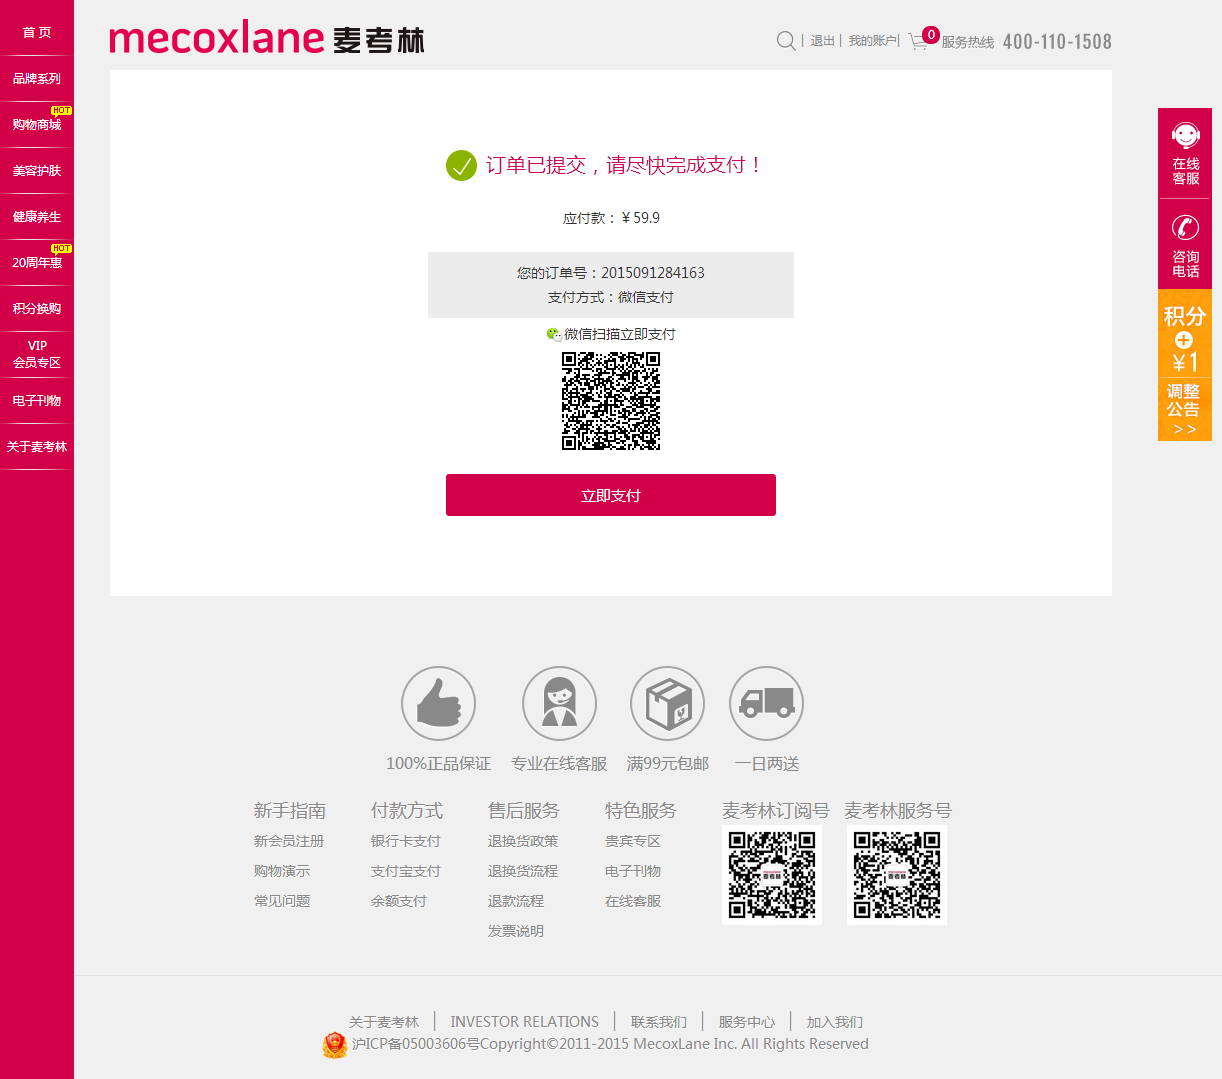 首 页
品牌系列
HOT
购物商城
美容护肤
健康养生
HOT
20周年惠
积分换购
VIP
会员专区
电子刊物
关于麦考林
mecoxlane 麦考林
| 退出 | 我的账户| 0 服务热线 400-110-1508
订单已提交，请尽快完成支付！
应付款：￥59.9
您的订单号：2015091284163
支付方式：微信支付
微信扫描立即支付
立即支付
在线
客服
咨询
电话
积分
+
¥1
调整
公告
>>
100%正品保证 专业在线客服 满99元包邮 一日两送
新手指南 付款方式 售后服务 特色服务 麦考林订阅号 麦考林服务号
新会员注册 银行卡支付 退换货政策 贵宾专区
购物演示 支付宝支付 退换货流程 电子刊物
常见问题 余额支付 退款流程 在线客服
发票说明
mecoxlane
麦考林
mecoxlane
麦考林
关于麦考林 | INVESTOR RELATIONS | 联系我们 | 服务中心 | 加入我们
沪ICP备05003606号Copyright©2011-2015 MecoxLane Inc. All Rights Reserved